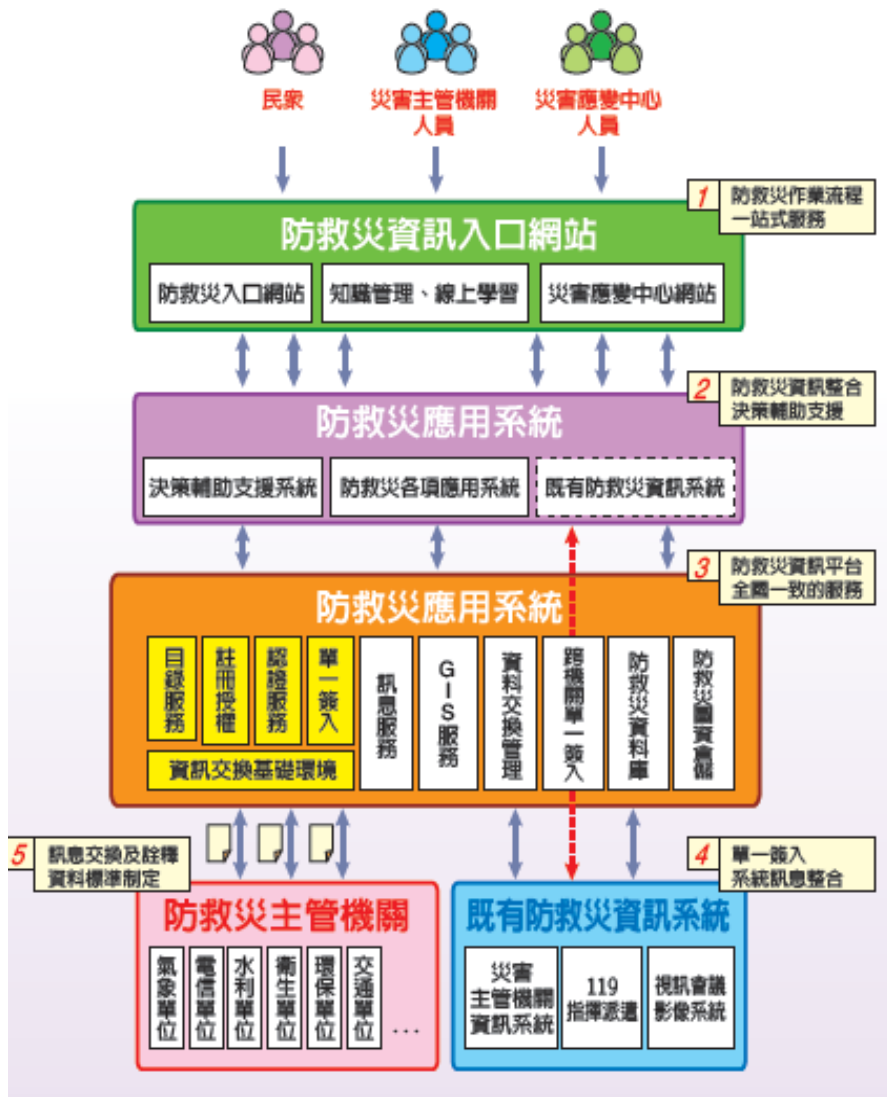 民眾
災害主管機關
人員
災害應變中心
人員
1
防救災作業流程
一站式服務
防救災資訊入口網站
防救災入口網站
知識管理、線上學習
災害應變中心網站
2
防救災資訊整合
決策輔助支援
防救災應用系統
決策輔助支援系統
防救災各項應用系統
既有防救災資訊系統
3
防救災資訊平台
全國一致的服務
防救災應用系統
目錄服務
註冊授權
認證服務
單一簽入
資訊交換基礎環境
訊息服務
GIS服務
資料交換管理
跨機關單一簽入
防救災資料庫
防救災圖資倉儲
5
訊息交換及詮釋
資料標準制定
4
單一簽入
系統訊息整合
防救災主管機關
氣象單位
電信單位
水利單位
衛生單位
環保單位
交通單位
...
既有防救災資訊系統
災害
主管機關
資訊系統
119
指揮派遣
視訊會議
影像系統